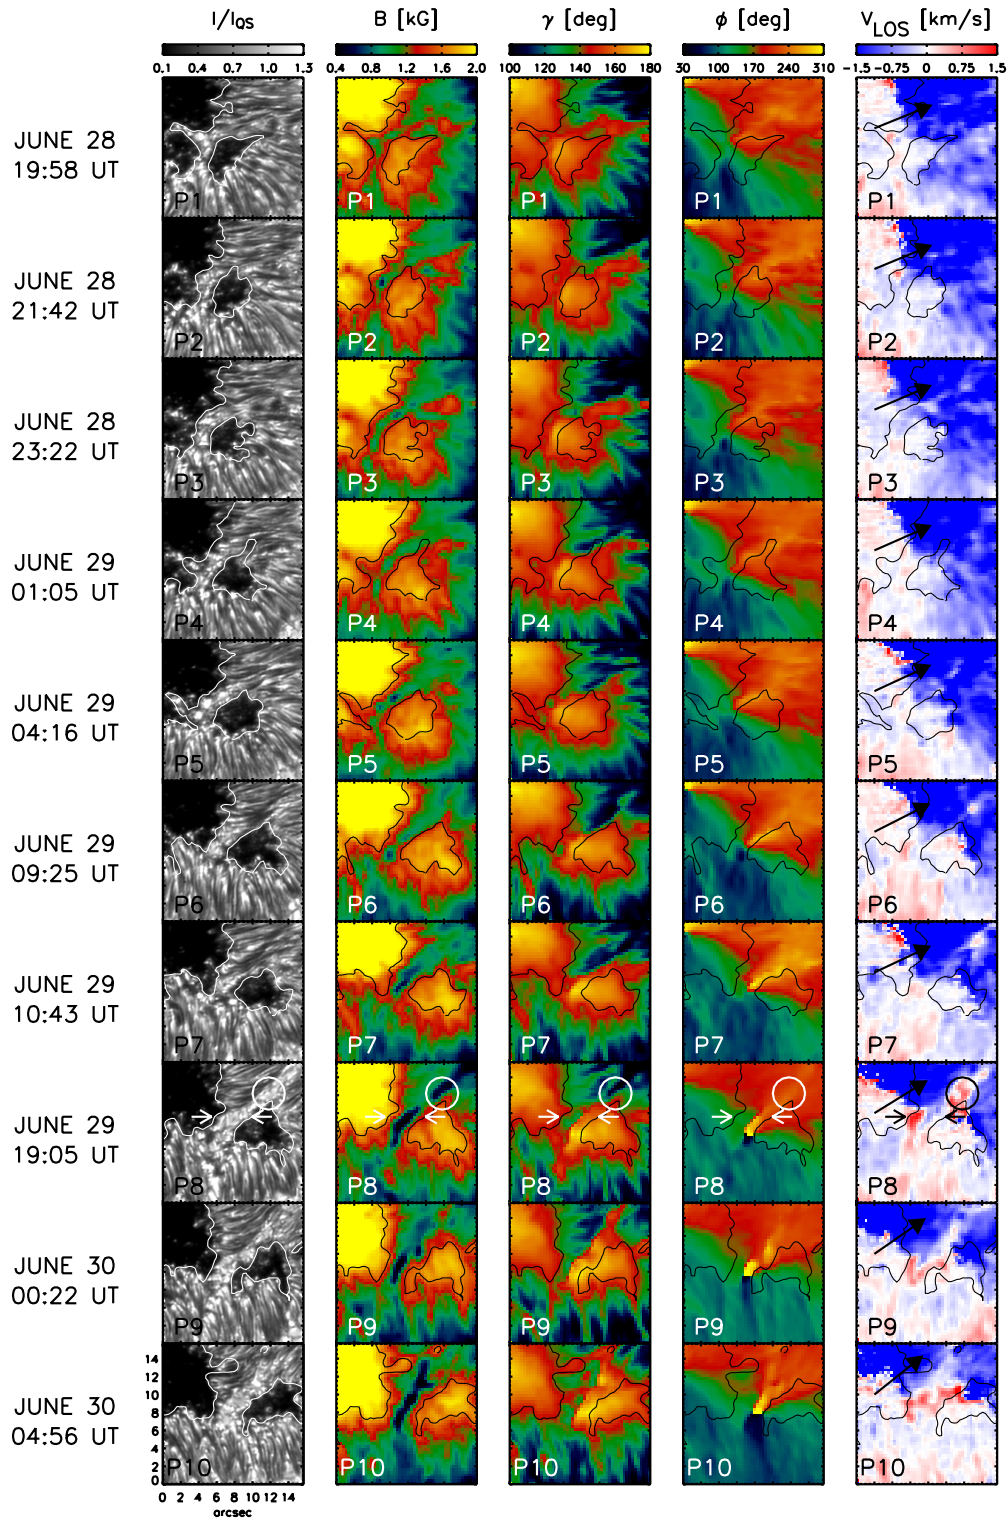 I/IQS B [kG] γ [deg] ϕ [deg] VLOS [km/s]
0.1 0.4 0.7 1.0 1.3 0.4 0.8 1.2 1.6 2.0 100 120 140 160 180 30 100 170 240 310 -1.5 -0.75 0 0.75 1.5
JUNE 28
19:58 UT
P1 P1 P1 P1 P1
JUNE 28
21:42 UT
P2 P2 P2 P2 P2
JUNE 28
23:22 UT
P3 P3 P3 P3 P3
JUNE 29
01:05 UT
P4 P4 P4 P4 P4
JUNE 29
04:16 UT
P5 P5 P5 P5 P5
JUNE 29
09:25 UT
P6 P6 P6 P6 P6
JUNE 29
10:43 UT
P7 P7 P7 P7 P7
JUNE 29
19:05 UT
P8 P8 P8 P8 P8
JUNE 30
00:22 UT
P9 P9 P9 P9 P9
JUNE 30
04:56 UT
P10 P10 P10 P10 P10
14
12
10
8
6
4
2
0
0 2 4 6 8 10 12 14
arcsec